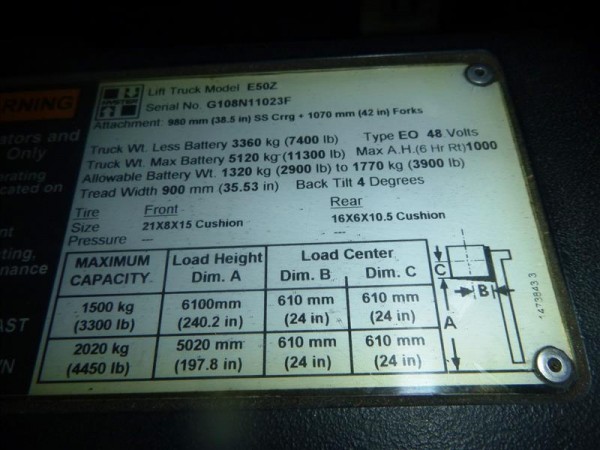 HYSTER
Lift Truck Model E50Z
Serial No. G108N11023F
Attachment: 980 mm (38.5 in) SS Crrg + 1070 mm (42 in) Forks
Truck Wt. Less Battery 3360 kg (7400 lb) Type EO 48 Volts
Truck Wt. Max Battery 5120 kg (11300 lb) Max A.H.(6 Hr Rt)1000
Allowable Battery Wt. 1320 kg (2900 lb) to 1770 kg (3900 lb)
Tread Width 900 mm (35.53 in) Back Tilt 4 Degrees
Tire Front Rear
Size 21X8X15 Cushion 16X6X10.5 Cushion
Pressure --- ---
MAXIMUM CAPACITY Load Height Dim. A Load Center Dim. B Dim. C
1500 kg (3300 lb) 6100mm (240.2 in) 610 mm (24 in) 610 mm (24 in)
2020 kg (4450 lb) 5020 mm (197.8 in) 610 mm (24 in) 610 mm (24 in)
C
B
A
1473843 3
ARNING
ators and
Only
erating
cated on
nt
ting,
nance
AST
VN